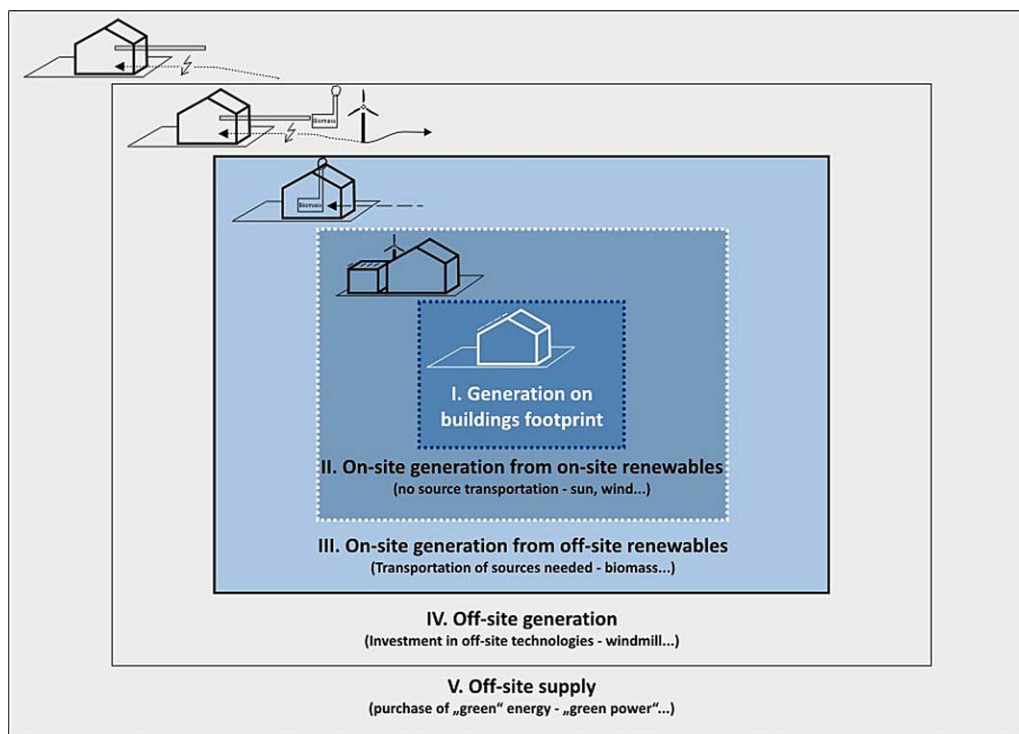 Biomass
Biomass
I. Generation on
buildings footprint
II. On-site generation from on-site renewables
(no source transportation - sun, wind...)
III. On-site generation from off-site renewables
(Transportation of sources needed - biomass...)
IV. Off-site generation
(Investment in off-site technologies - windmill...)
V. Off-site supply
(purchase of „green“ energy - „green power“...)